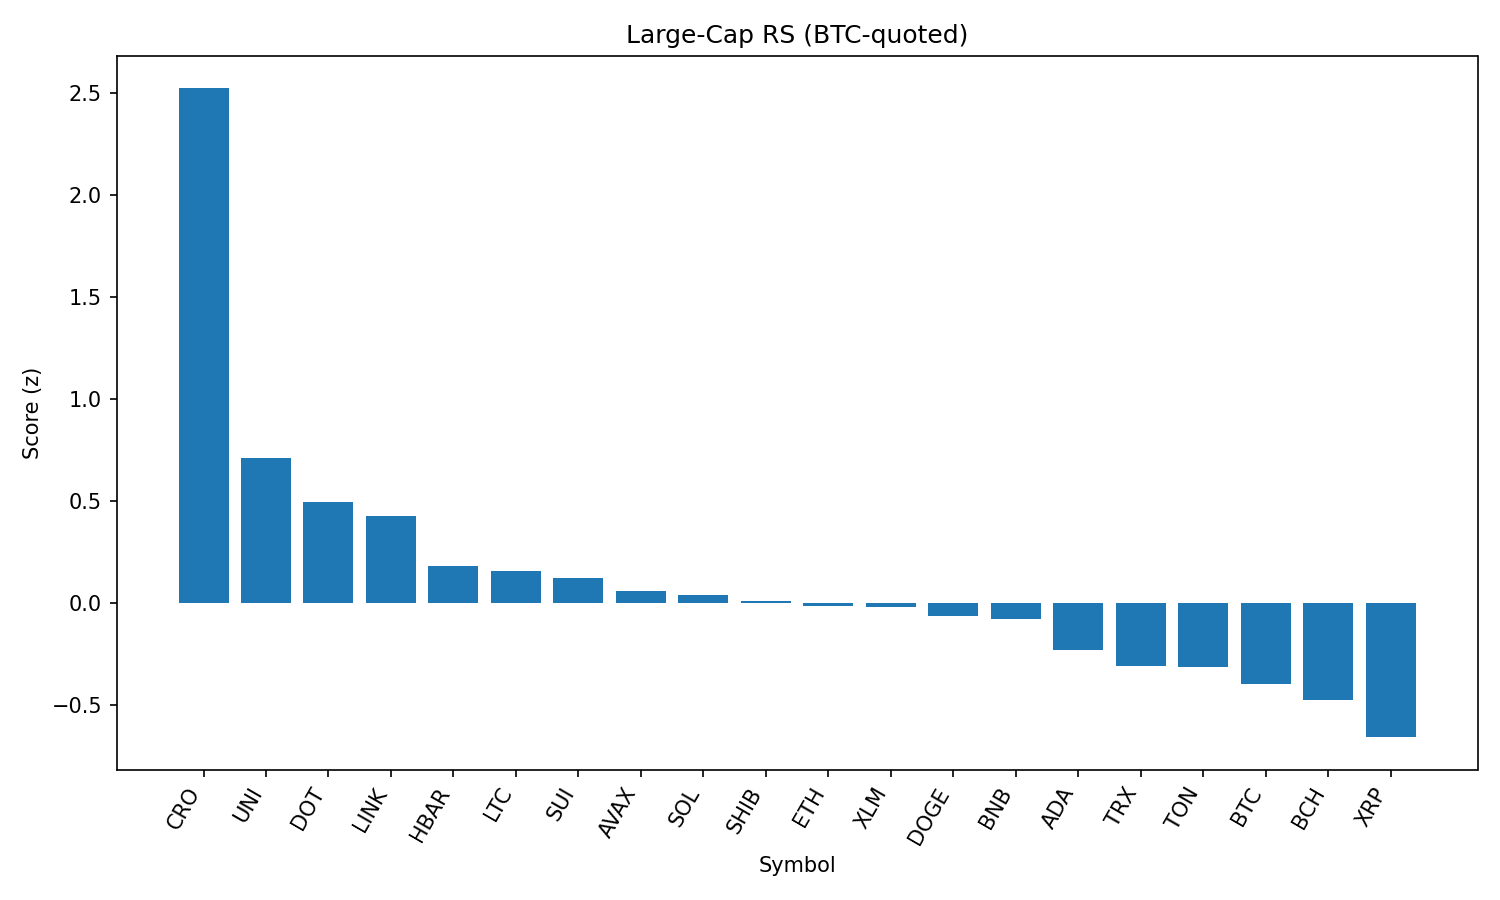 Large-Cap RS (BTC-quoted)
Score (z)
2.5
2.0
1.5
1.0
0.5
0.0
−0.5
CRO
UNI
DOT
LINK
HBAR
LTC
SUI
AVAX
SOL
SHIB
ETH
XLM
DOGE
BNB
ADA
TRX
TON
BTC
BCH
XRP
Symbol